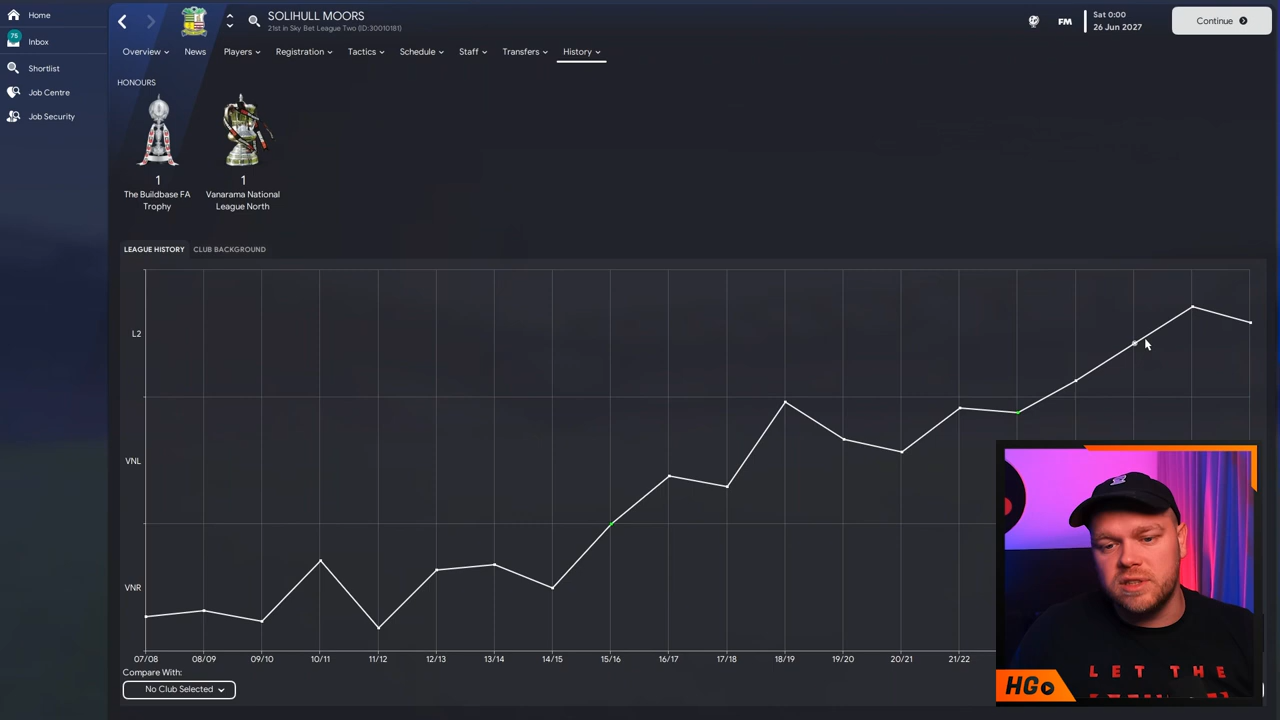 Home
75
Inbox
Shortlist
Job Centre
Job Security
SOLIHULL MOORS
21st in Sky Bet League Two (ID:30010181)
FM
Sat 0:00
26 Jun 2027
Continue
Overview
News
Players
Registration
Tactics
Schedule
Staff
Transfers
History
HONOURS
1
The Buildbase FA
Trophy
1
Vanarama National
League North
LEAGUE HISTORY
CLUB BACKGROUND
L2
VNL
VNR
07/08 08/09 09/10 10/11 11/12 12/13 13/14 14/15 15/16 16/17 17/18 18/19 19/20 20/21 21/22
Compare With:
No Club Selected
HG
LET THE